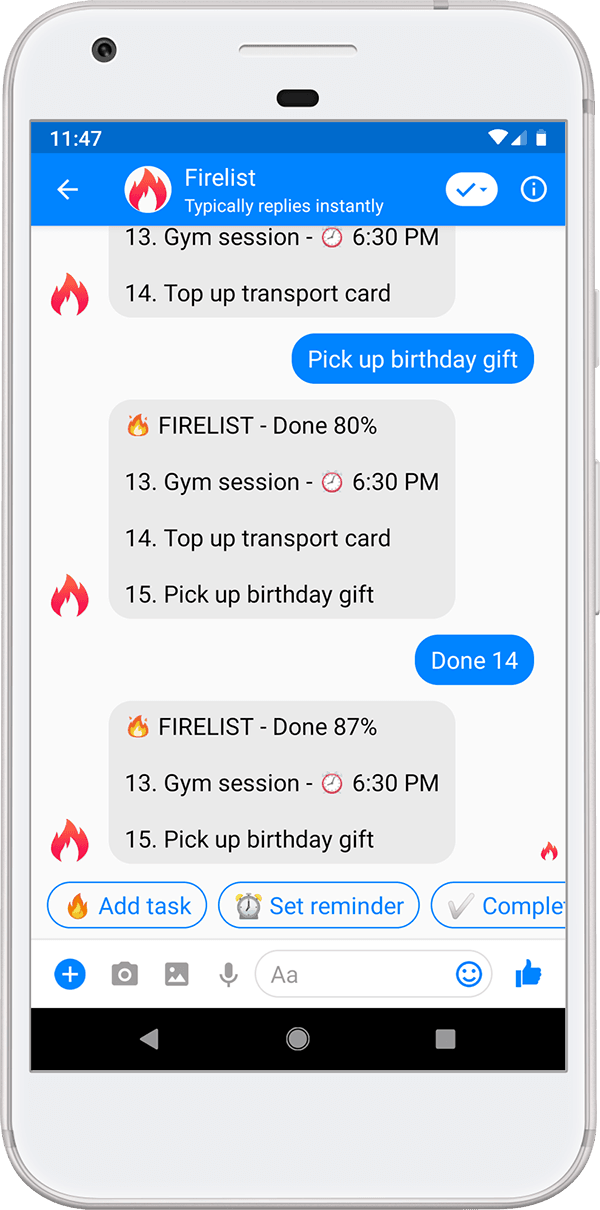 11:47
Firelist
Typically replies instantly
13. Gym session - ⏰ 6:30 PM
14. Top up transport card
Pick up birthday gift
🔥 FIRELIST - Done 80%
13. Gym session - ⏰ 6:30 PM
14. Top up transport card
15. Pick up birthday gift
Done 14
🔥 FIRELIST - Done 87%
13. Gym session - ⏰ 6:30 PM
15. Pick up birthday gift
🔥 Add task
⏰ Set reminder
✔ Comple
Aa